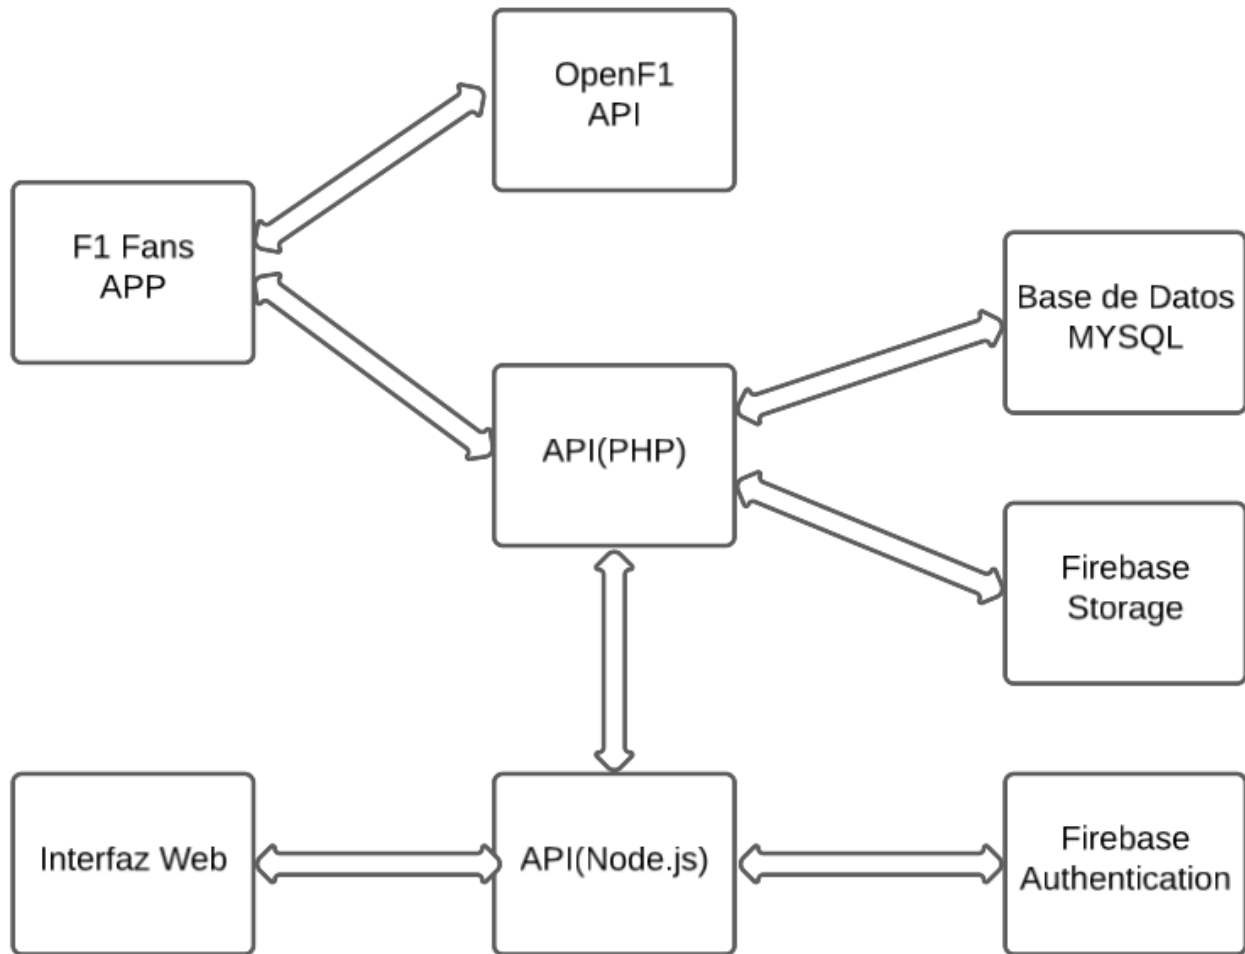 OpenF1
API
F1 Fans
APP
Base de Datos
MYSQL
API(PHP)
Firebase
Storage
Interfaz Web
API(Node.js)
Firebase
Authentication